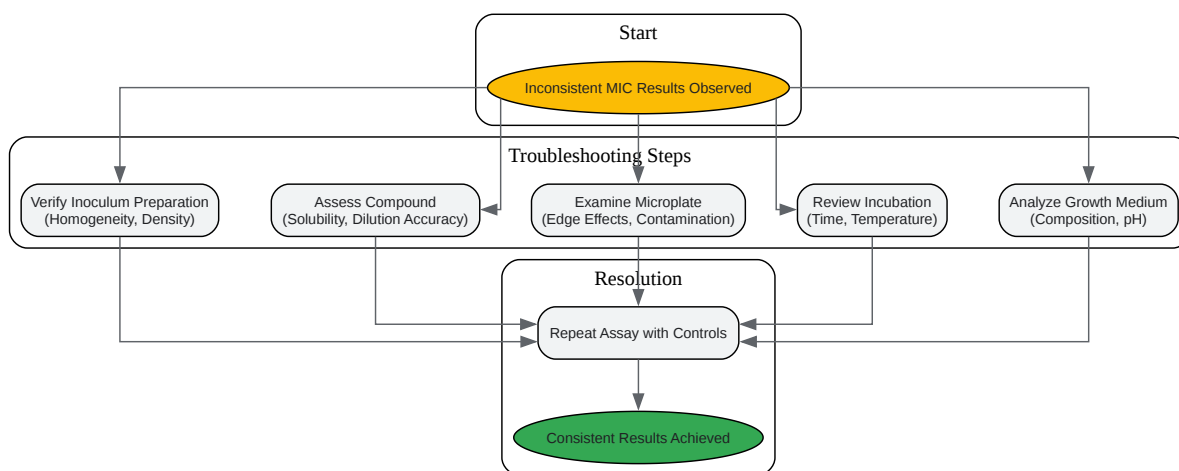 Start
Inconsistent MIC Results Observed
Troubleshooting Steps
Verify Inoculum Preparation
(Homogeneity, Density)
Assess Compound
(Solubility, Dilution Accuracy)
Examine Microplate
(Edge Effects, Contamination)
Review Incubation
(Time, Temperature)
Analyze Growth Medium
(Composition, pH)
Resolution
Repeat Assay with Controls
Consistent Results Achieved